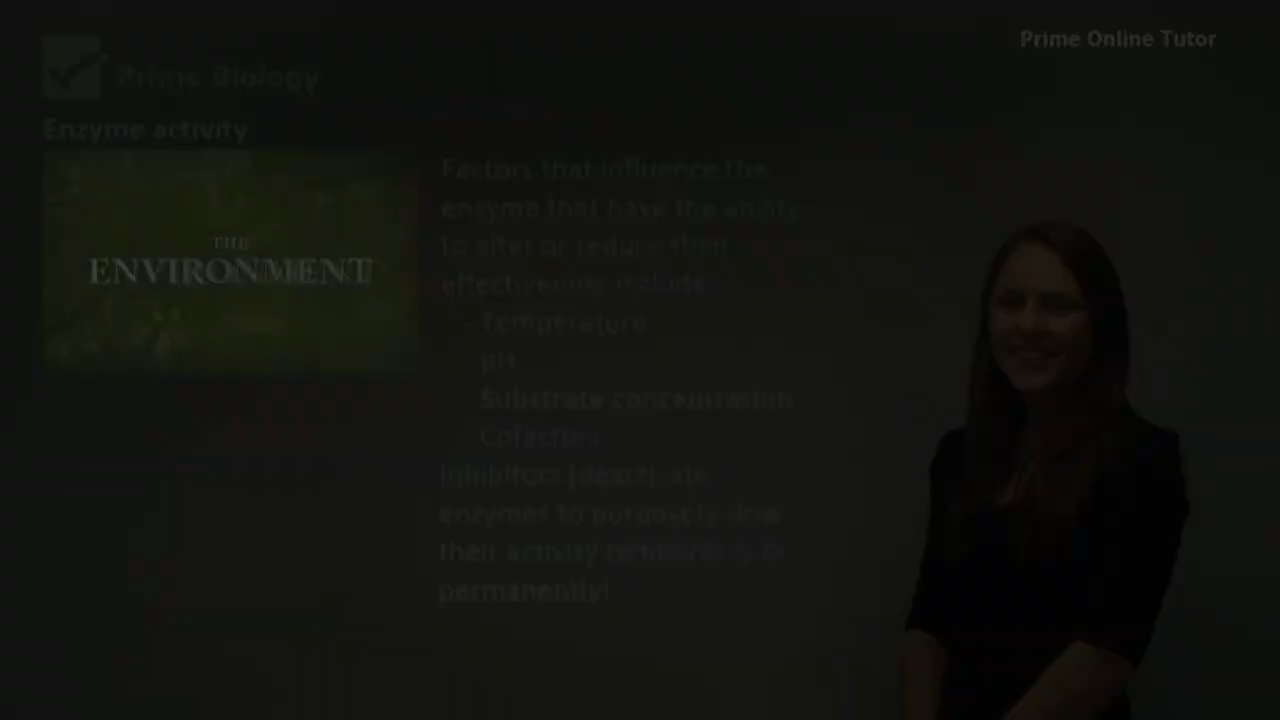 Prime Online Tutor
Prime Biology
Enzyme activity
THE
ENVIRONMENT
Factors that influence the
enzyme that have the ability
to alter or reduce their
effectiveness include
- Temperature
- pH
- Substrate concentration
- Cofactors
Inhibitors (deact)ivate
enzymes to purposely slow
their activity temporarily or
permanently!